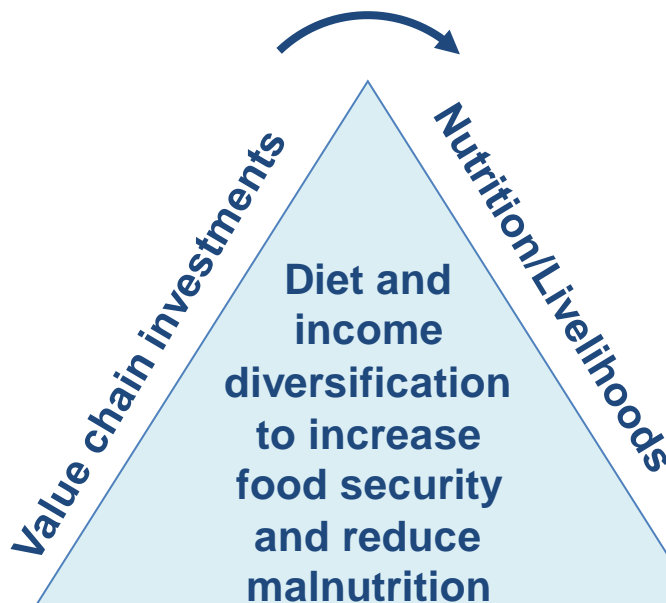 Value chain investments
Nutrition/Livelihoods
Diet and
income
diversification
to increase
food security
and reduce
malnutrition